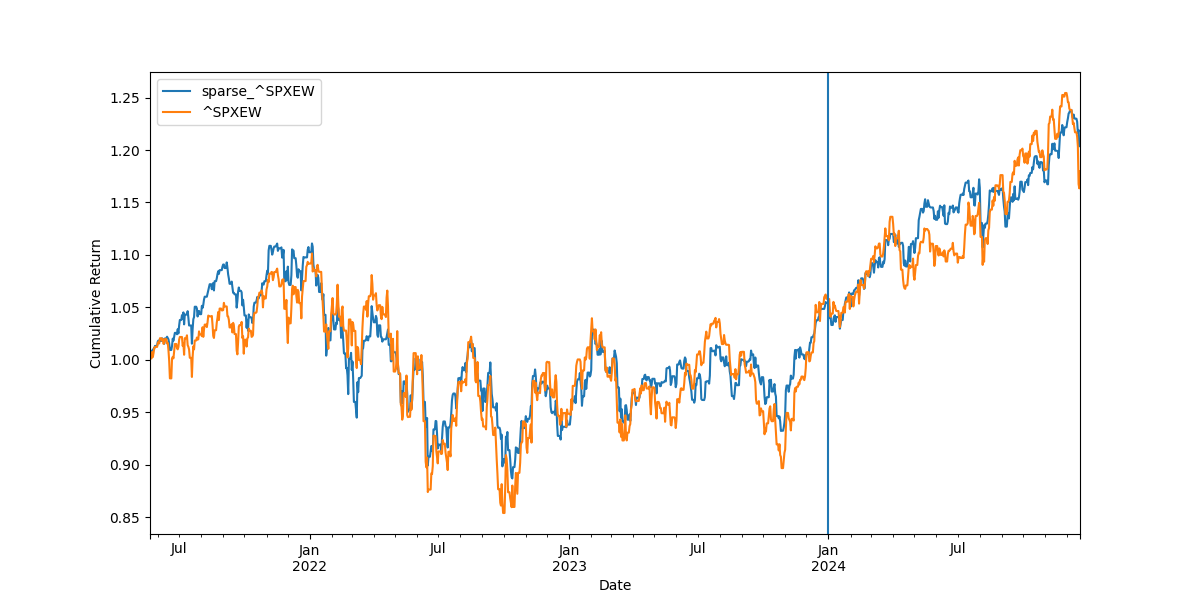 sparse_^SPXEW
^SPXEW
Cumulative Return
1.25
1.20
1.15
1.10
1.05
1.00
0.95
0.90
0.85
Jul
Jan
2022
Jul
Jan
2023
Jul
Jan
2024
Jul
Date